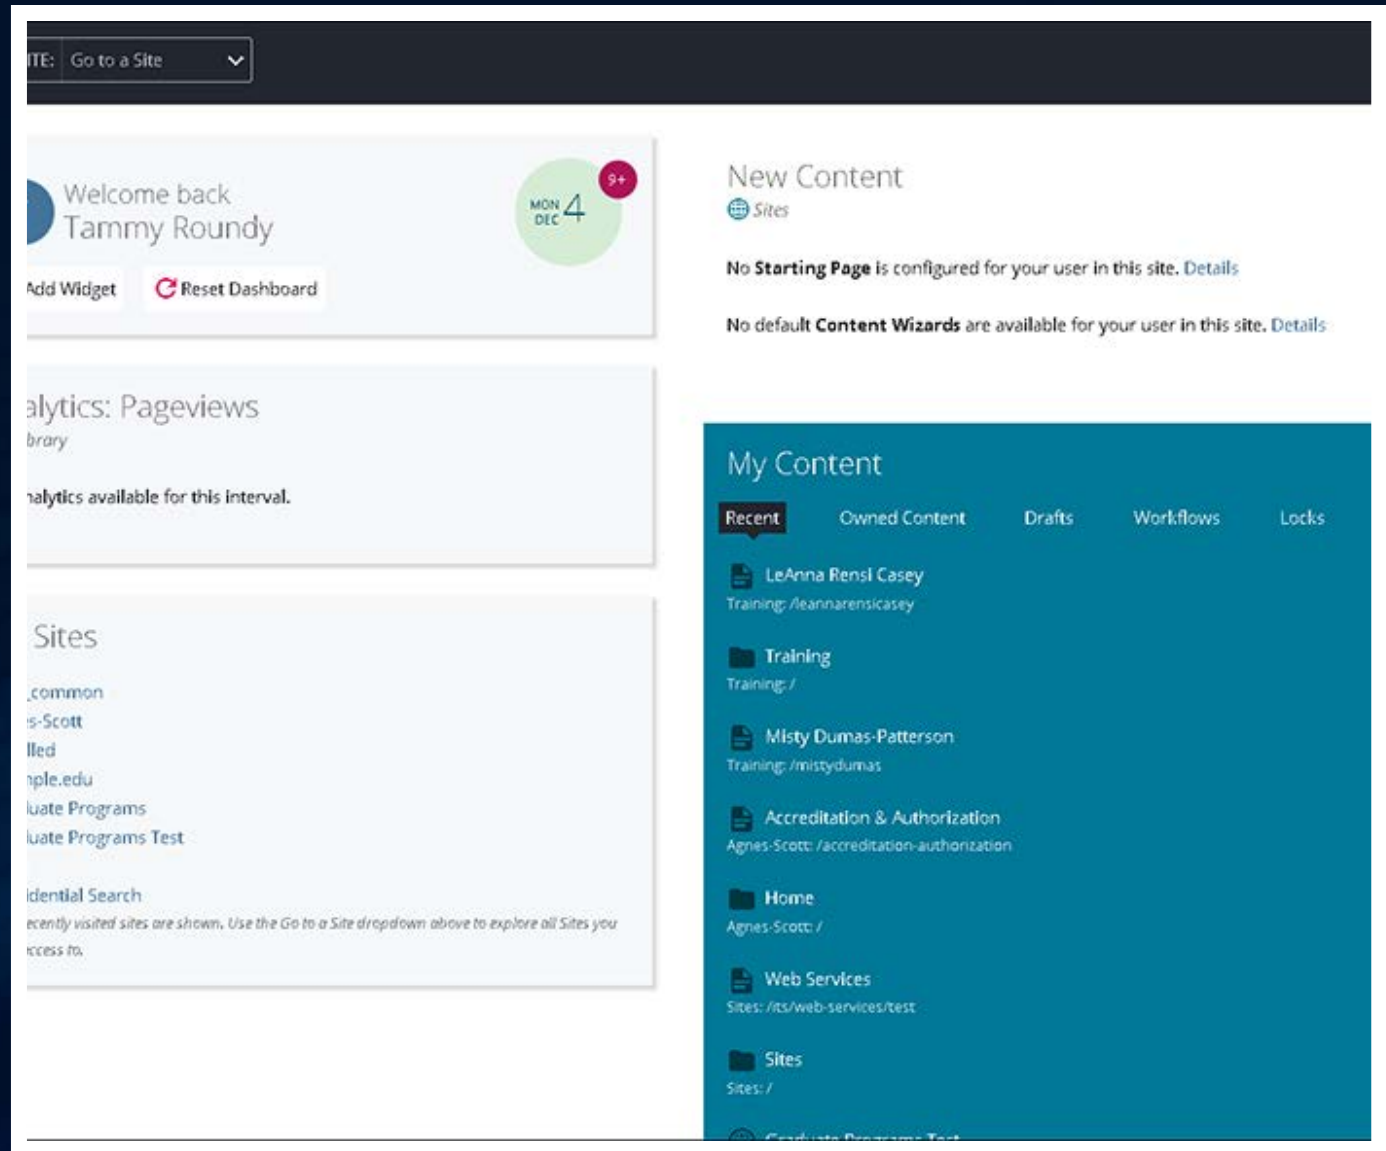 ITE: Go to a Site
Welcome back
Tammy Roundy
MON
DEC 4
9+
Add Widget
Reset Dashboard
alytics: Pageviews
brary
nalytics available for this interval.
Sites
_common
s-Scott
lled
nple.edu
uate Programs
uate Programs Test
idential Search
ecently visited sites are shown. Use the Go to a Site dropdown above to explore all Sites you
ccess to.
New Content
Sites
No Starting Page is configured for your user in this site. Details
No default Content Wizards are available for your user in this site. Details
My Content
Recent Owned Content Drafts Workflows Locks
LeAnna Rensi Casey
Training: /leannarensicasey
Training
Training: /
Misty Dumas-Patterson
Training: /mistydumas
Accreditation & Authorization
Agnes-Scott: /accreditation-authorization
Home
Agnes-Scott: /
Web Services
Sites: /its/web-services/test
Sites
Sites: /
Graduate Programs Test